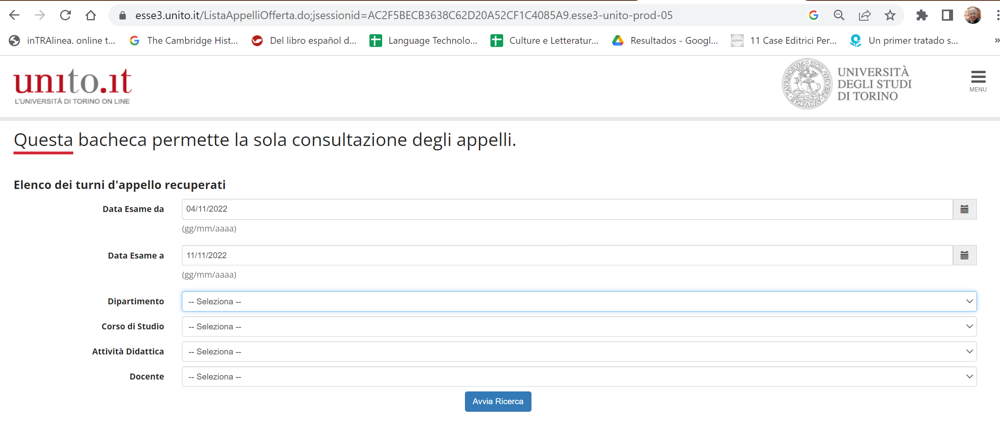 esse3.unito.it/ListaAppelliOfferta.do;jsessionid=AC2F5BECB3638C62D20A52CF1C4085A9.esse3-unito-prod-05
inTRAlinea. online t... The Cambridge Hist... Del libro español d... Language Technolo... Culture e Letteratur... Resultados - Googl... 11 Case Editrici Per... Un primer tratado s... »
unito.it
L'UNIVERSITÀ DI TORINO ON LINE
UNIVERSITÀ
DEGLI STUDI
DI TORINO
MENU
Questa bacheca permette la sola consultazione degli appelli.
Elenco dei turni d'appello recuperati
Data Esame da 04/11/2022
(gg/mm/aaaa)
Data Esame a 11/11/2022
(gg/mm/aaaa)
Dipartimento -- Seleziona --
Corso di Studio -- Seleziona --
Attività Didattica -- Seleziona --
Docente -- Seleziona --
Avvia Ricerca